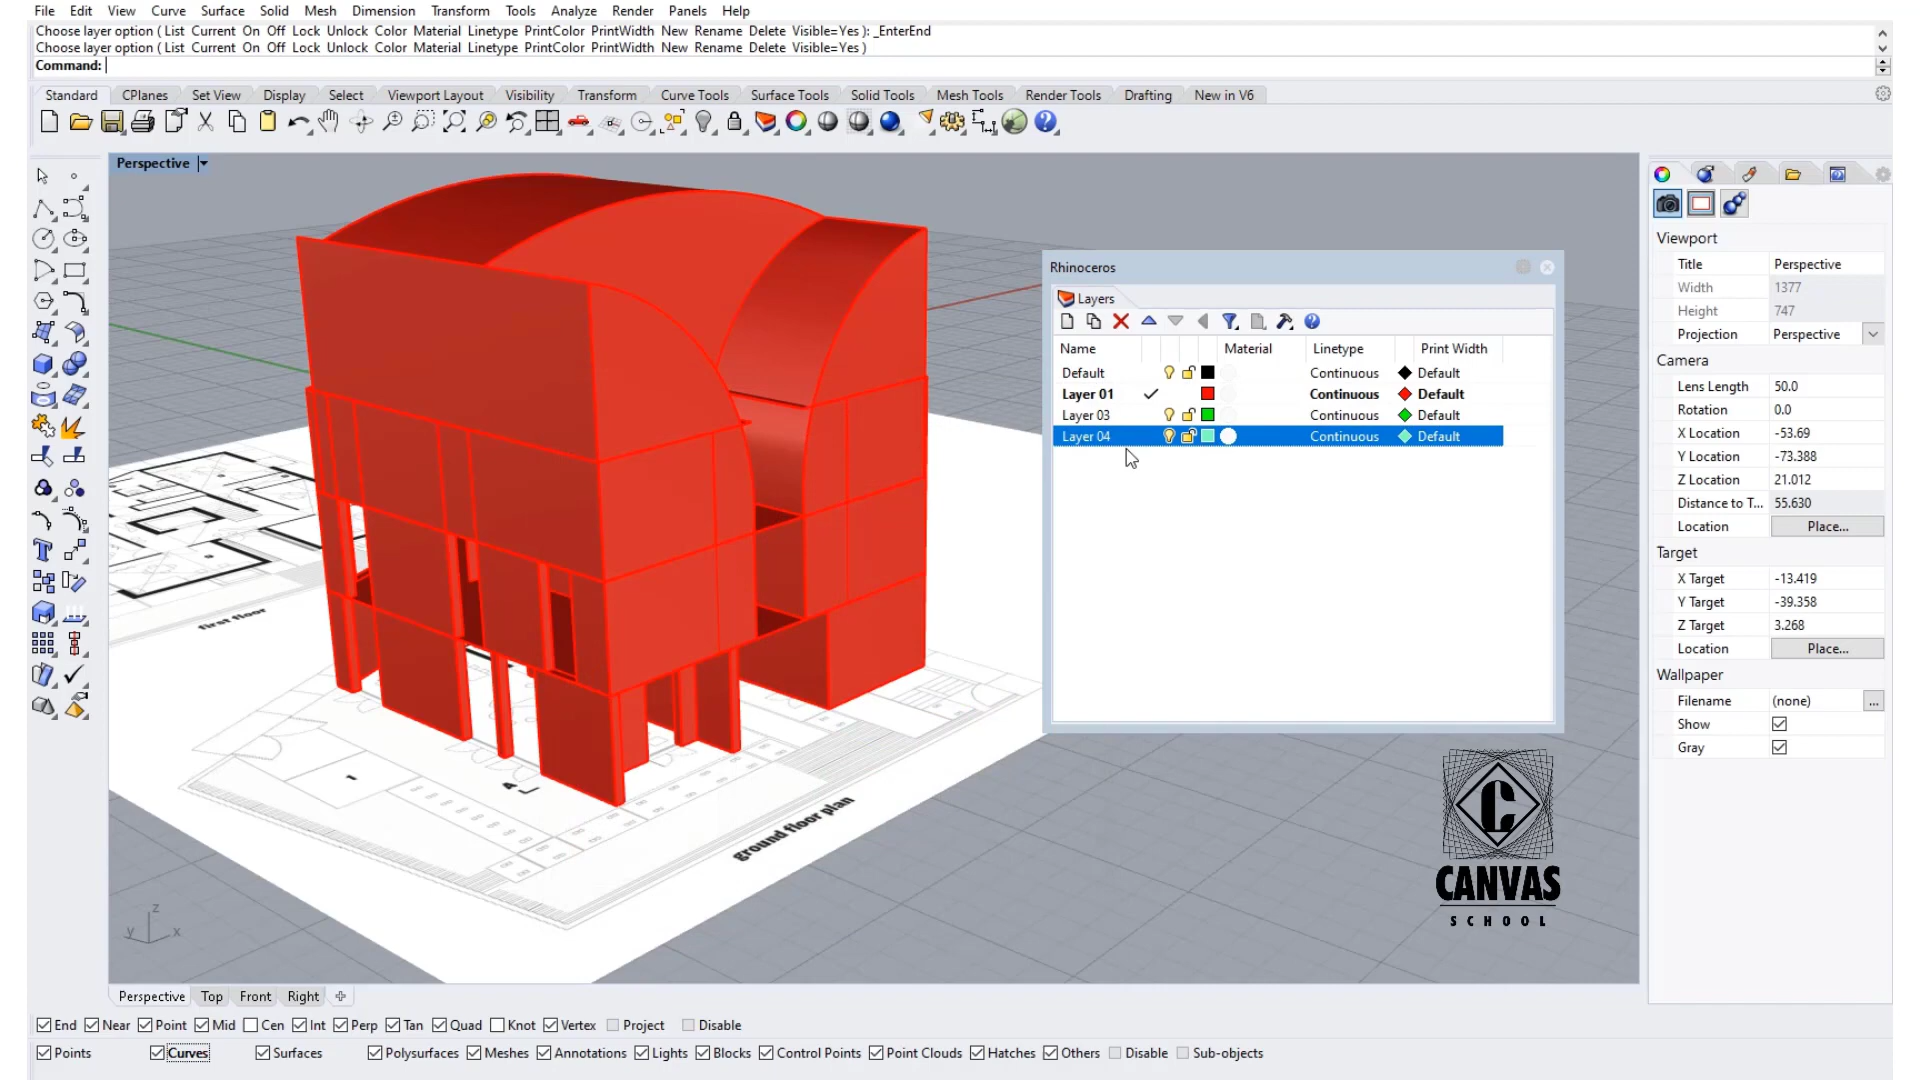 File Edit View Curve Surface Solid Mesh Dimension Transform Tools Analyze Render Panels Help
Choose layer option ( List Current On Off Lock Unlock Color Material Linetype PrintColor PrintWidth New Rename Delete Visible=Yes ): _EnterEnd
Choose layer option ( List Current On Off Lock Unlock Color Material Linetype PrintColor PrintWidth New Rename Delete Visible=Yes )
Command:
Standard CPlanes Set View Display Select Viewport Layout Visibility Transform Curve Tools Surface Tools Solid Tools Mesh Tools Render Tools Drafting New in V6
Perspective
Rhinoceros
Layers
Name Material Linetype Print Width
Default Continuous Default
Layer 01 Continuous Default
Layer 03 Continuous Default
Layer 04 Continuous Default
first floor
ground floor plan
z
y x
CANVAS
SCHOOL
Viewport
Title Perspective
Width 1377
Height 747
Projection Perspective
Camera
Lens Length 50.0
Rotation 0.0
X Location -53.69
Y Location -73.388
Z Location 21.012
Distance to T... 55.630
Location Place...
Target
X Target -13.419
Y Target -39.358
Z Target 3.268
Location Place...
Wallpaper
Filename (none) ...
Show
Gray
Perspective Top Front Right
End Near Point Mid Cen Int Perp Tan Quad Knot Vertex Project Disable
Points Curves Surfaces Polysurfaces Meshes Annotations Lights Blocks Control Points Point Clouds Hatches Others Disable Sub-objects